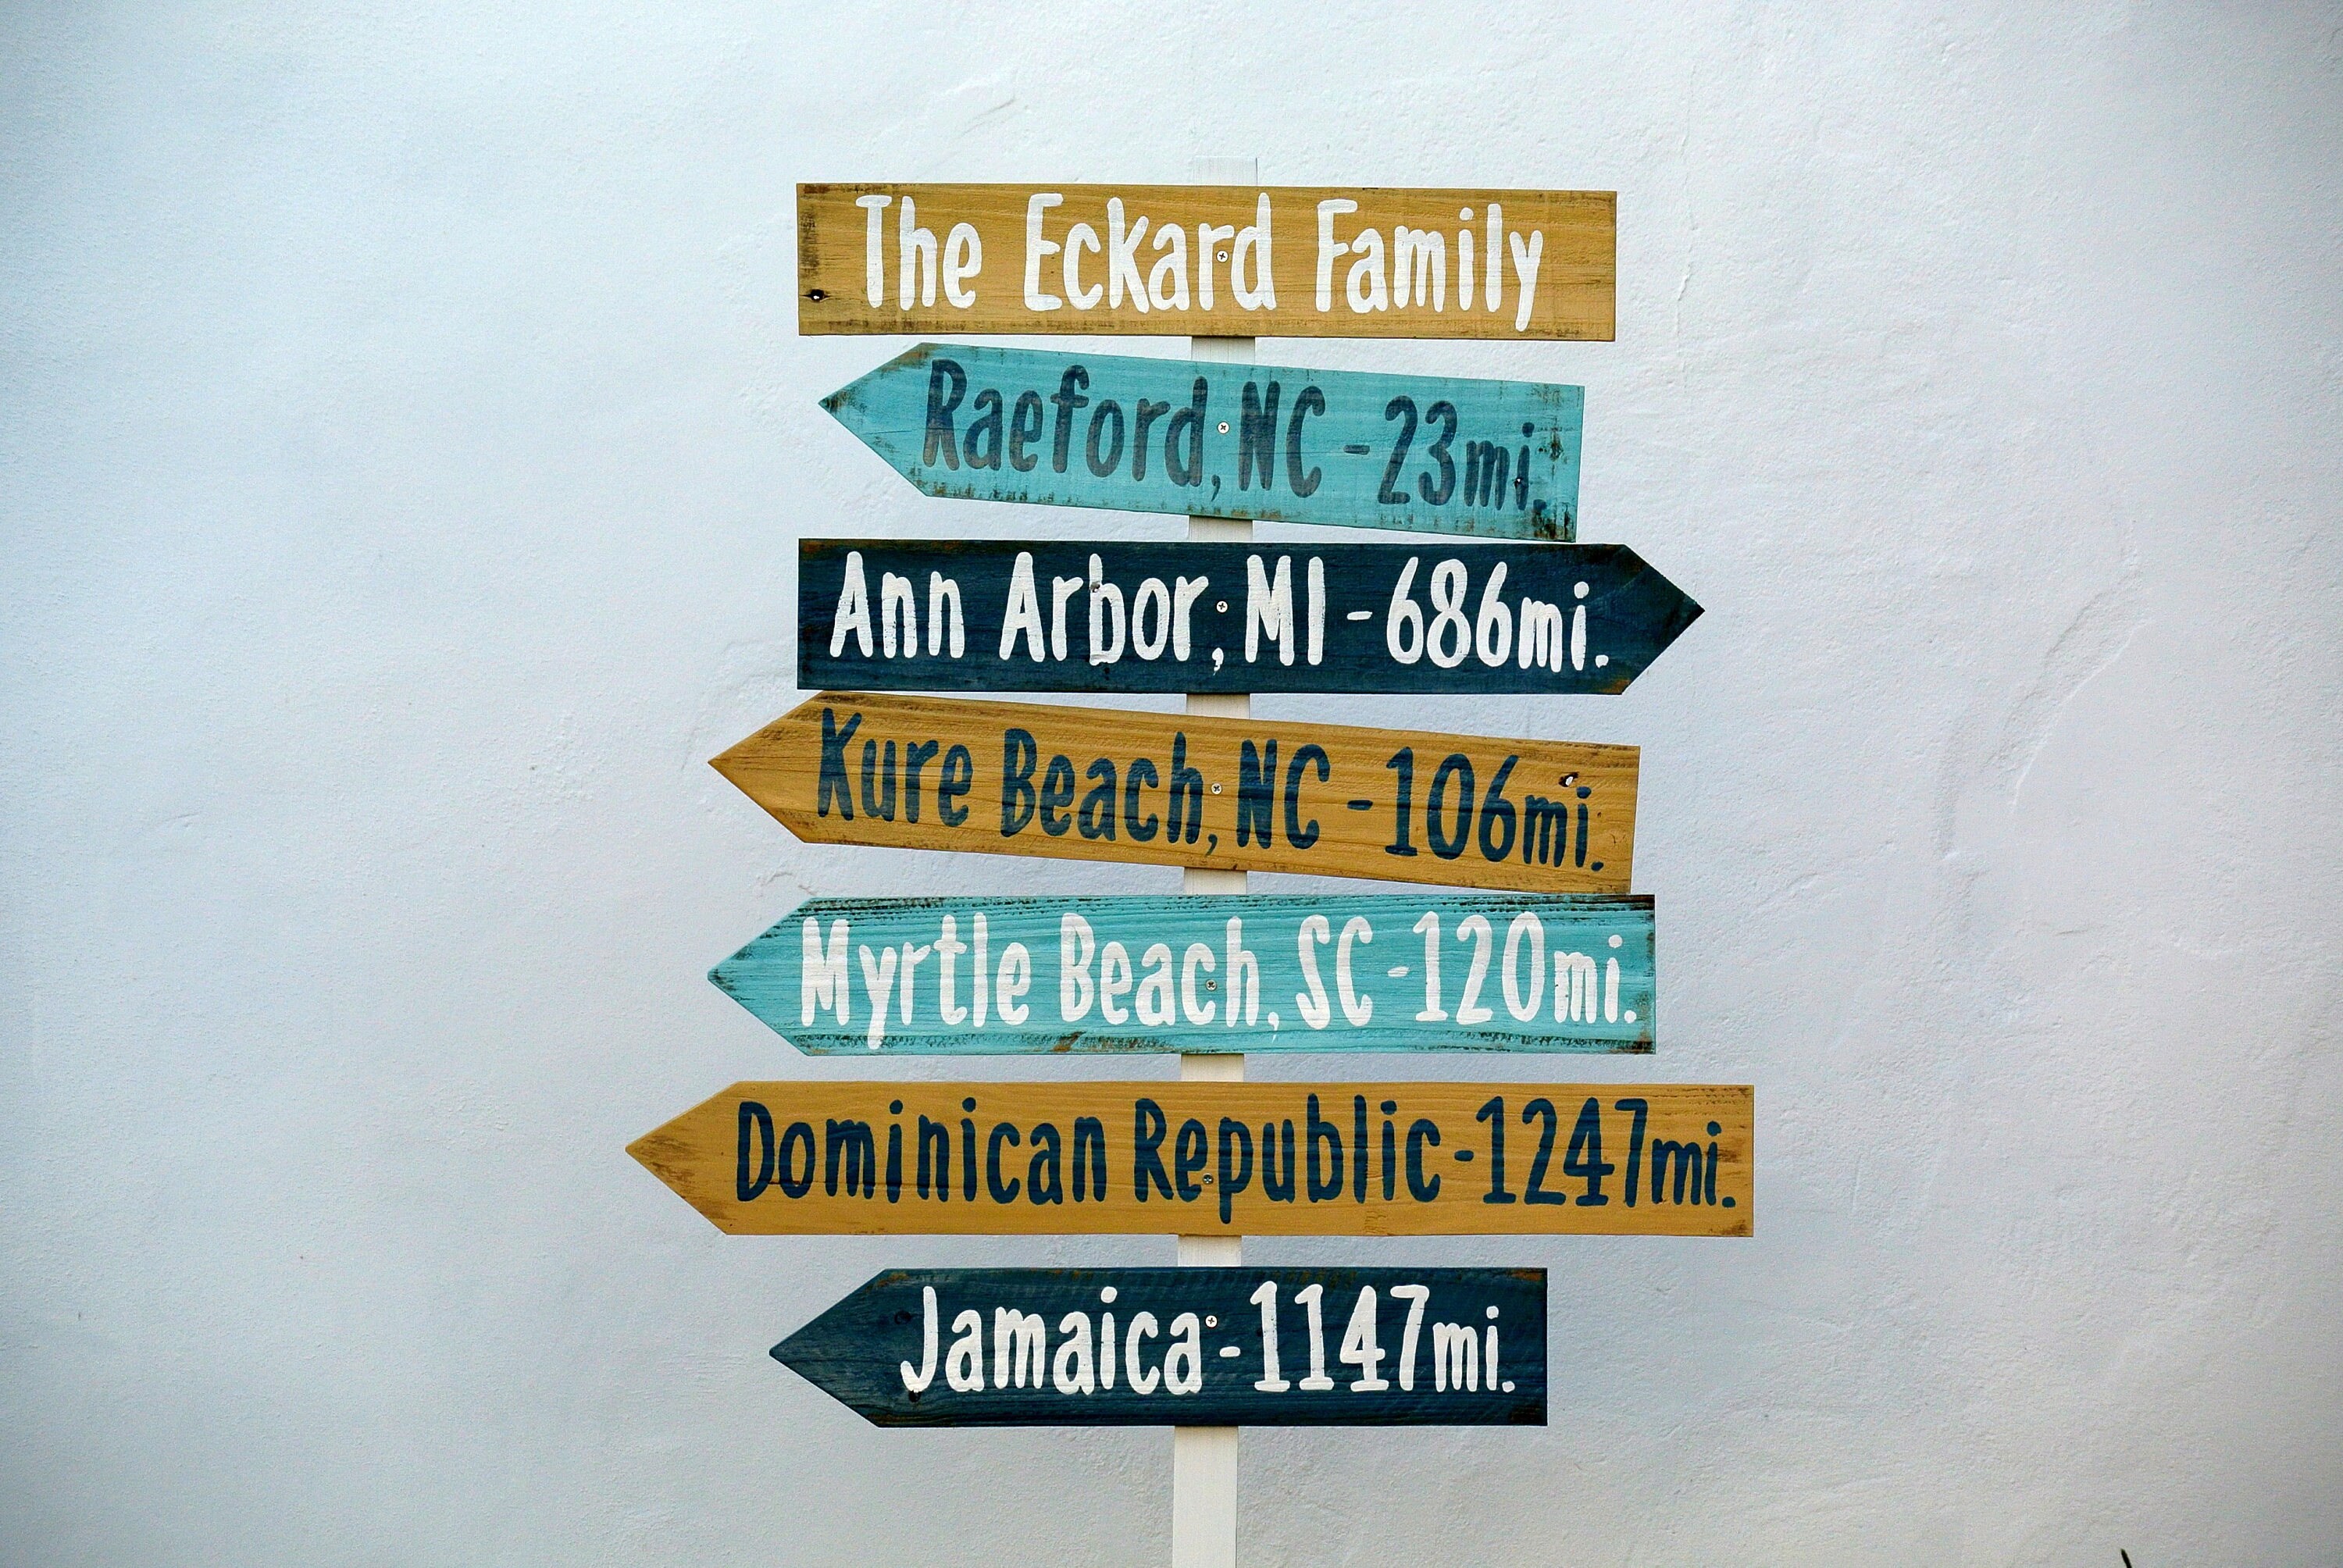 The Eckard Family
Raeford, NC - 23mi.
Ann Arbor, MI - 686mi.
Kure Beach, NC - 106mi.
Myrtle Beach, SC - 120mi.
Dominican Republic - 1247mi.
Jamaica - 1147mi.